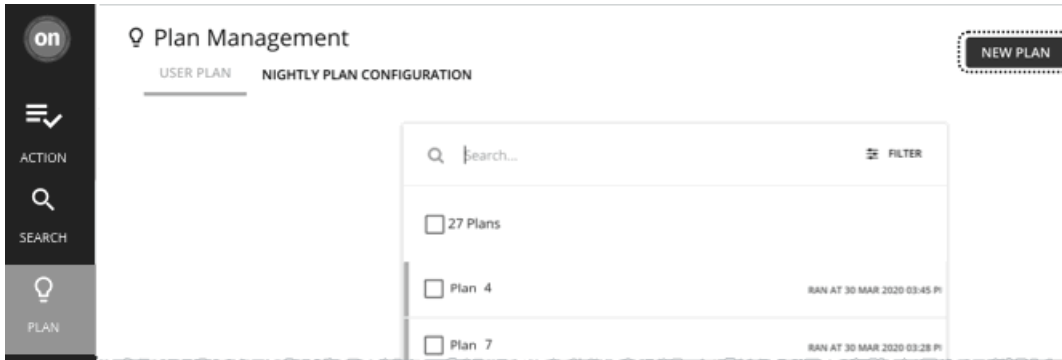 on
Plan Management
NEW PLAN
USER PLAN NIGHTLY PLAN CONFIGURATION
ACTION
Search...
FILTER
SEARCH
27 Plans
PLAN
Plan 4 RAN AT 30 MAR 2020 03:45 P
Plan 7 RAN AT 30 MAR 2020 03:28 P